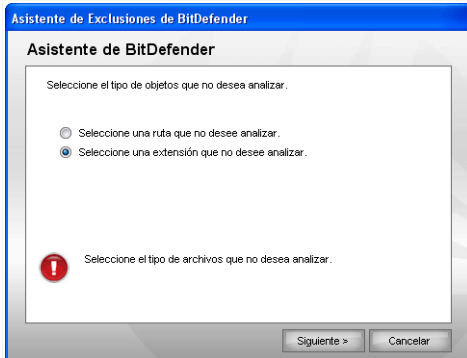 Asistente de Exclusiones de BitDefender
Asistente de BitDefender
Seleccione el tipo de objetos que no desea analizar.
Seleccione una ruta que no desee analizar.
Seleccione una extensión que no desee analizar.
Seleccione el tipo de archivos que no desea analizar.
Siguiente >
Cancelar